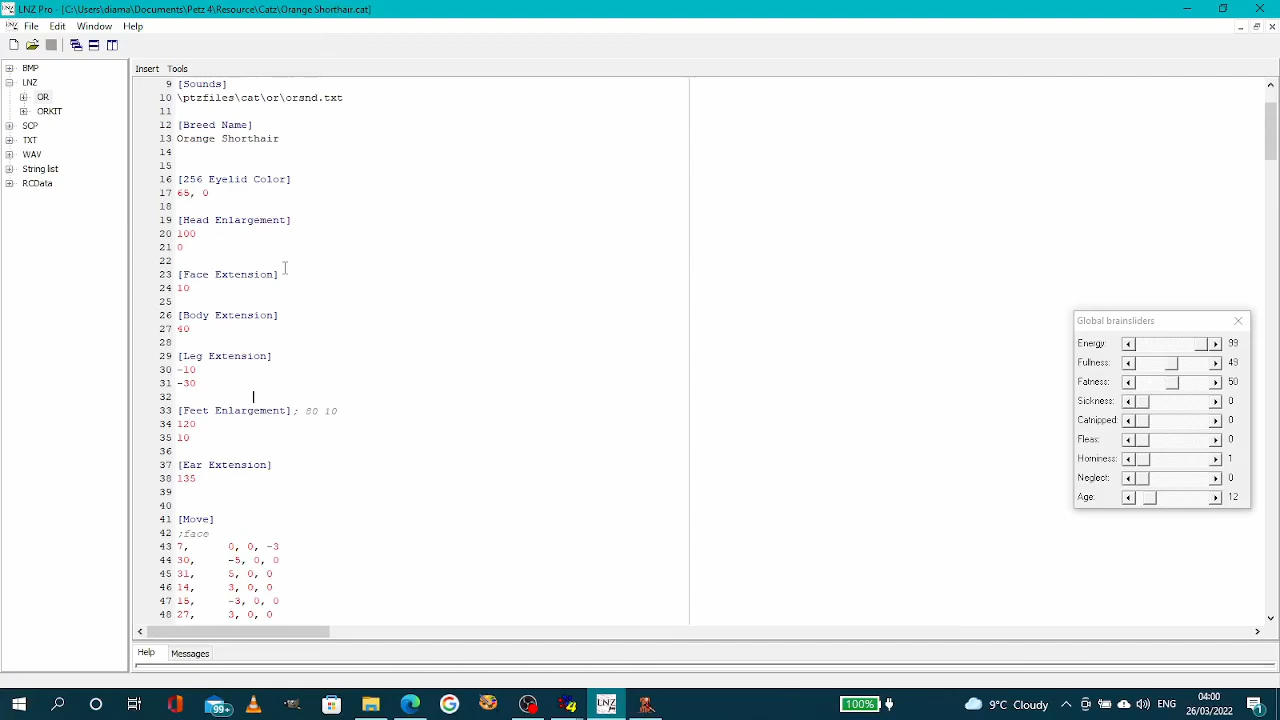 LNZ Pro - [C:\Users\diama\Documents\Petz 4\Resource\Catz\Orange Shorthair.cat]
LNZ File Edit Window Help
BMP
LNZ
OR
ORKIT
SCP
TXT
WAV
String list
RCData
Insert Tools
9 [Sounds]
10 \ptzfiles\cat\or\orsnd.txt
11
12 [Breed Name]
13 Orange Shorthair
14
15
16 [256 Eyelid Color]
17 65, 0
18
19 [Head Enlargement]
20 100
21 0
22
23 [Face Extension]
24 10
25
26 [Body Extension]
27 40
28
29 [Leg Extension]
30 -10
31 -30
32
33 [Feet Enlargement]; 80 10
34 120
35 10
36
37 [Ear Extension]
38 135
39
40
41 [Move]
42 ;face
43 7, 0, 0, -3
44 30, -5, 0, 0
45 31, 5, 0, 0
46 14, 3, 0, 0
47 15, -3, 0, 0
48 27, 3, 0, 0
Global brainsliders
Energy: 99
Fullness: 49
Fatness: 50
Sickness: 0
Catnipped: 0
Fleas: 0
Horniness: 1
Neglect: 0
Age: 12
Help Messages
99+
LNZ
100%
9°C Cloudy
ENG
04:00
26/03/2022
1